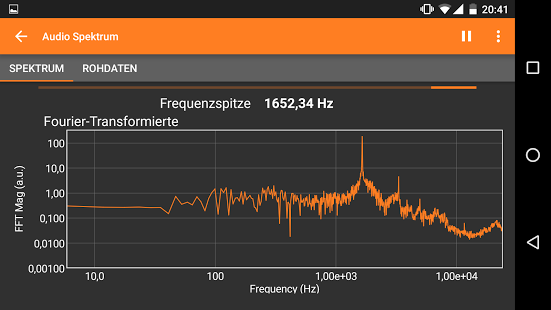 20:41
Audio Spektrum
SPEKTRUM ROHDATEN
Frequenzspitze 1652,34 Hz
Fourier-Transformierte
FFT Mag (a.u.)
100
10,0
1,00
0,100
0,0100
0,00100
10,0 100 1,00e+03 1,00e+04
Frequency (Hz)